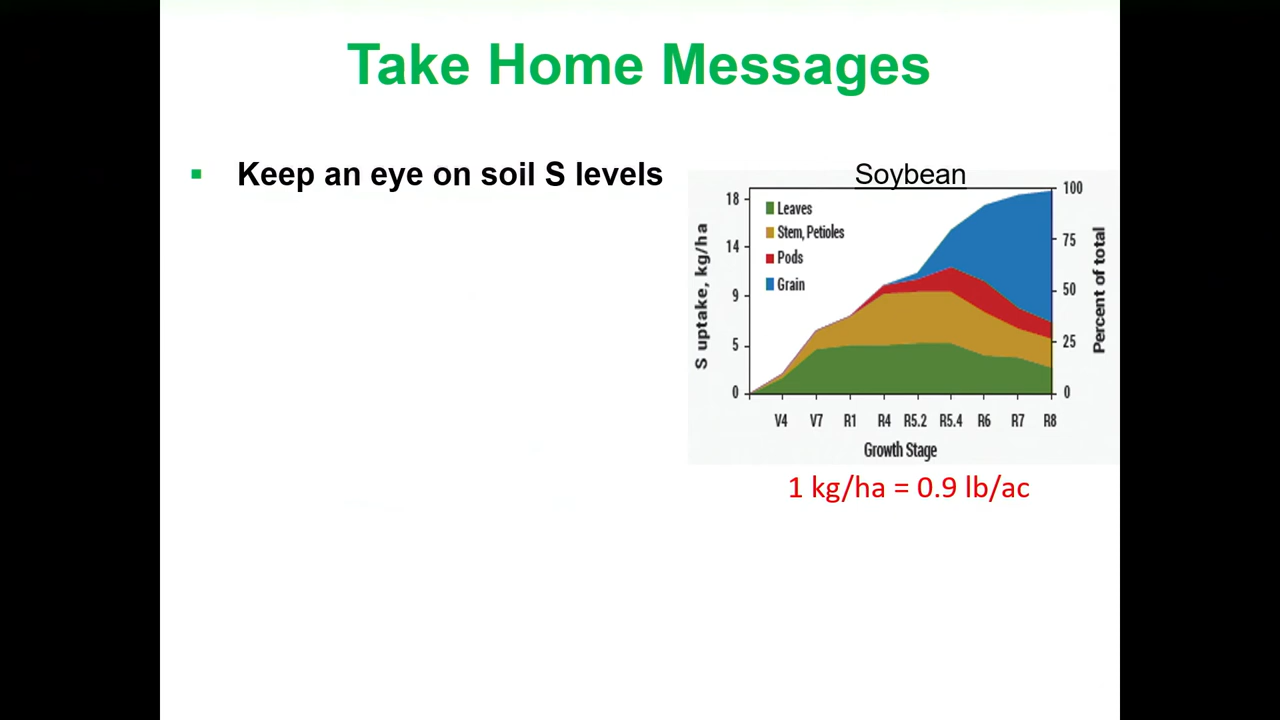 Take Home Messages
▪ Keep an eye on soil S levels
Soybean
S uptake, kg/ha
18
14
9
5
0
Leaves
Stem, Petioles
Pods
Grain
100
75
50
25
0
Percent of total
V4 V7 R1 R4 R5.2 R5.4 R6 R7 R8
Growth Stage
1 kg/ha = 0.9 lb/ac